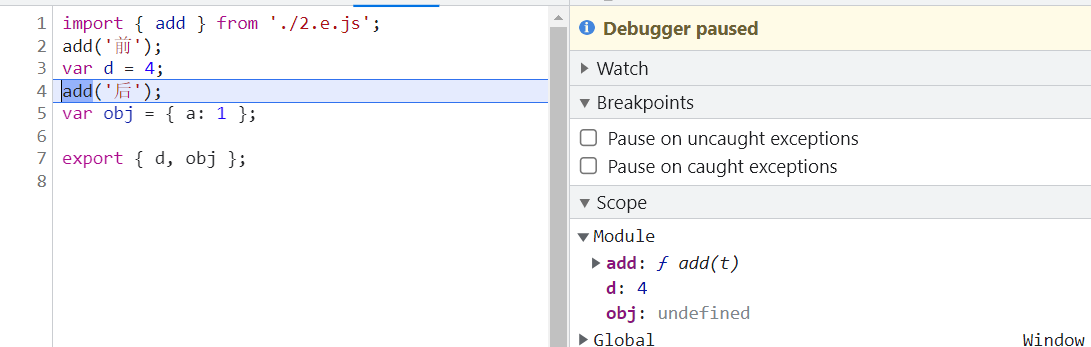 1 import { add } from './2.e.js';
2 add('前');
3 var d = 4;
4 add('后');
5 var obj = { a: 1 };
6
7 export { d, obj };
8
Debugger paused
Watch
Breakpoints
Pause on uncaught exceptions
Pause on caught exceptions
Scope
Module
add: ƒ add(t)
d: 4
obj: undefined
Global Window